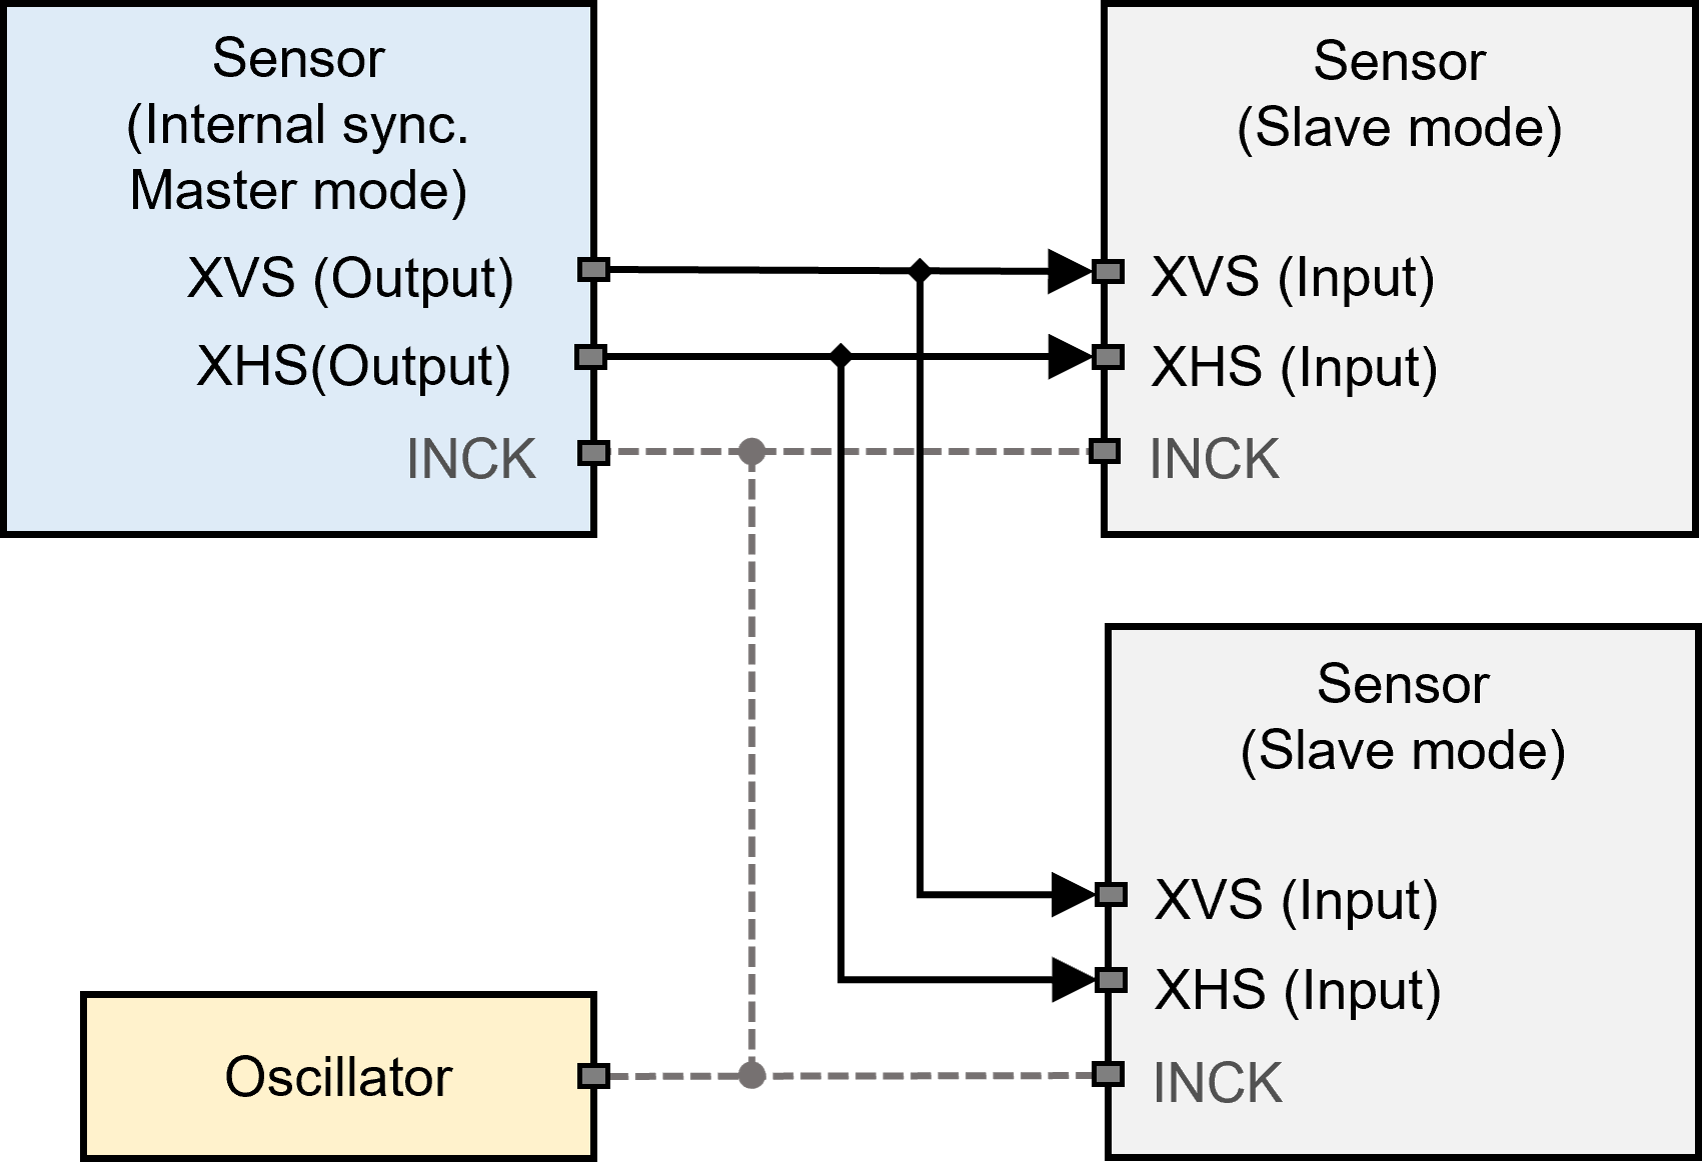 Sensor
(Internal sync.
Master mode)
XVS (Output)
XHS(Output)
INCK
Sensor
(Slave mode)
XVS (Input)
XHS (Input)
INCK
Sensor
(Slave mode)
XVS (Input)
XHS (Input)
INCK
Oscillator